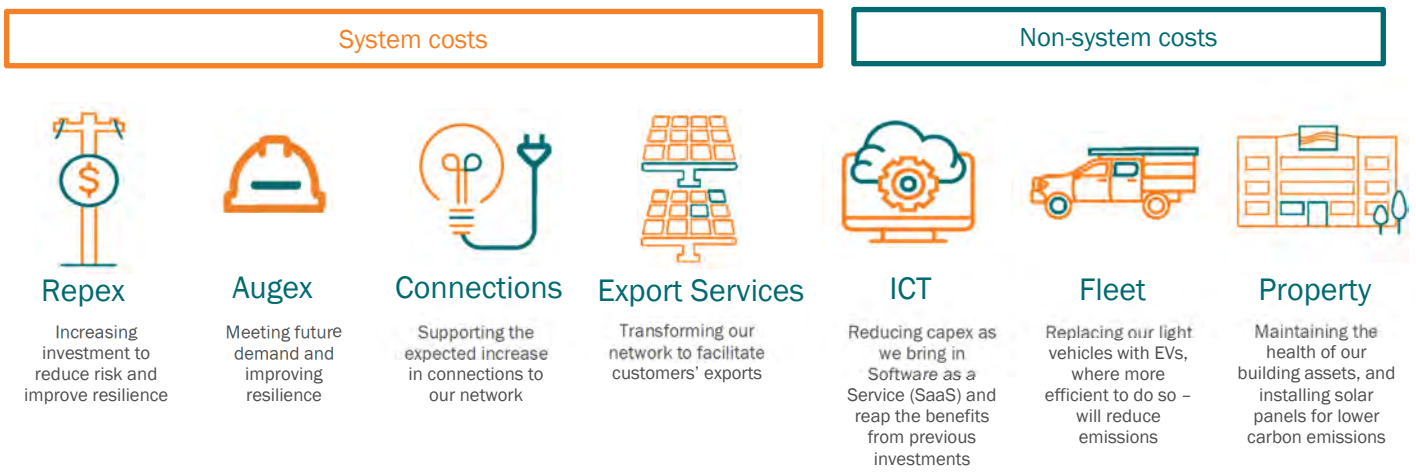 System costs
Non-system costs
$
Repex
Increasing
investment to
reduce risk and
improve resilience
Augex
Meeting future
demand and
improving
resilience
Connections
Supporting the
expected increase
in connections to
our network
Export Services
Transforming our
network to facilitate
customers’ exports
ICT
Reducing capex as
we bring in
Software as a
Service (SaaS) and
reap the benefits
from previous
investments
Fleet
Replacing our light
vehicles with EVs,
where more
efficient to do so –
will reduce
emissions
Property
Maintaining the
health of our
building assets, and
installing solar
panels for lower
carbon emissions